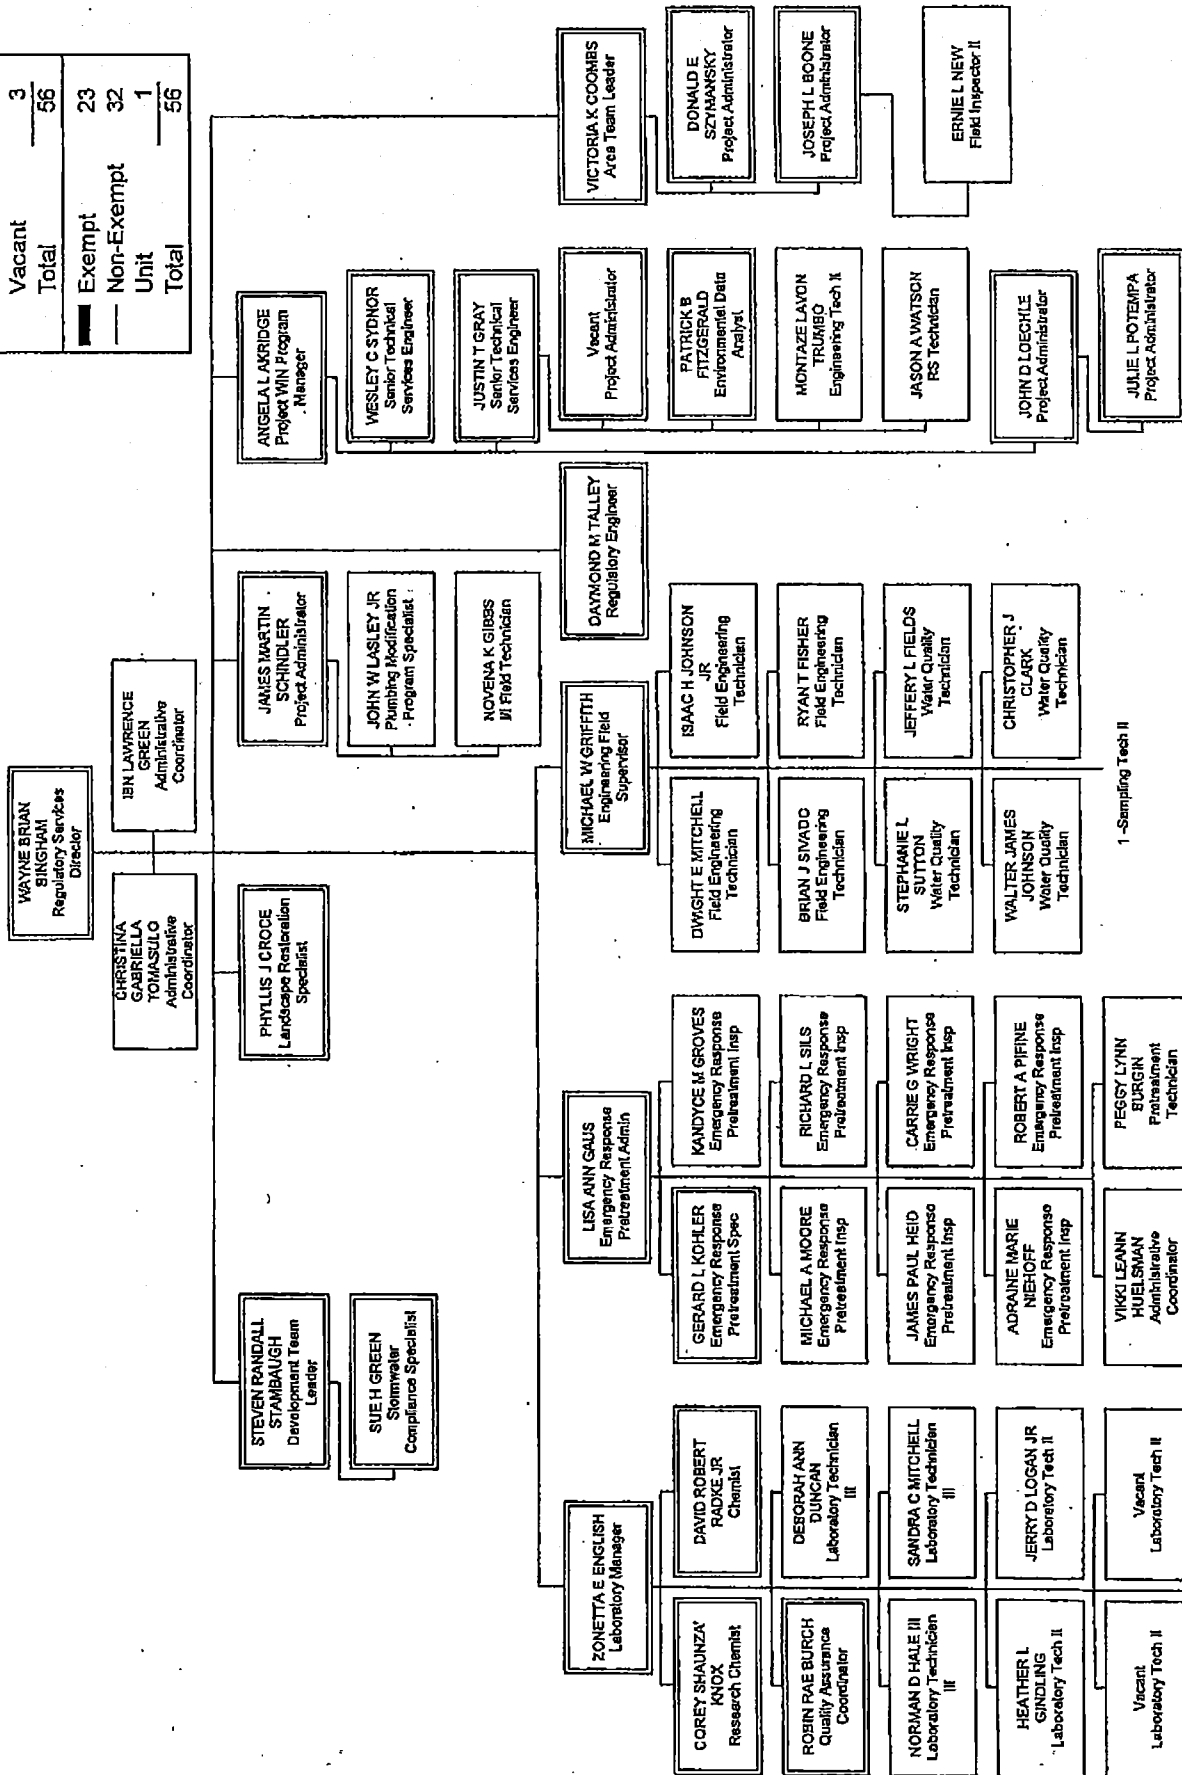 Vacant 3
Total 56
Exempt 23
Non-Exempt 32
Unit 1
Total 56
WAYNE BRIAN
BINGHAM
Regulatory Services
Director
CHRISTINA
GABRIELLA
TOMASULO
Administrative
Coordinator
IBN LAWRENCE
GREEN
Administrative
Coordinator
STEVEN RANDALL
STAMBAUGH
Development Team
Leader
SUE H GREEN
Stormwater
Compliance Specialist
PHYLLIS J CROCE
Landscape Restoration
Specialist
JAMES MARTIN
SCHINDLER
Project Administrator
JOHN W LASLEY JR
Plumbing Modification
Program Specialist
NOVENA K GIBBS
I/I Field Technician
DAYMOND M TALLEY
Regulatory Engineer
ANGELA L AKRIDGE
Project WIN Program
Manager
WESLEY C SYDNOR
Senior Technical
Services Engineer
JUSTIN T GRAY
Senior Technical
Services Engineer
Vacant
Project Administrator
PATRICK B
FITZGERALD
Environmental Data
Analyst
MONTAZE LAVON
TRUMBO
Engineering Tech II
JASON A WATSON
RS Technician
JOHN D LOECHLE
Project Administrator
JULIE L POTEMPA
Project Administrator
VICTORIA K COOMBS
Area Team Leader
DONALD E
SZYMANSKY
Project Administrator
JOSEPH L BOONE
Project Administrator
ERNIE L NEW
Field Inspector II
ZONETTA E ENGLISH
Laboratory Manager
COREY SHAUNZA'
KNOX
Research Chemist
DAVID ROBERT
RADKE JR
Chemist
ROBIN RAE BURCH
Quality Assurance
Coordinator
DEBORAH ANN
DUNCAN
Laboratory Technician
III
NORMAN D HALE III
Laboratory Technician
III
SANDRA C MITCHELL
Laboratory Technician
III
HEATHER L
GINDLING
Laboratory Tech II
JERRY D LOGAN JR
Laboratory Tech II
Vacant
Laboratory Tech II
Vacant
Laboratory Tech II
LISA ANN GAUS
Emergency Response
Pretreatment Admin
GERARD L KOHLER
Emergency Response
Pretreatment Spec
KANDYCE M GROVES
Emergency Response
Pretreatment Insp
MICHAEL A MOORE
Emergency Response
Pretreatment Insp
RICHARD L SILS
Emergency Response
Pretreatment Insp
JAMES PAUL HEID
Emergency Response
Pretreatment Insp
CARRIE G WRIGHT
Emergency Response
Pretreatment Insp
ADRAINE MARIE
NIEHOFF
Emergency Response
Pretreatment Insp
ROBERT A PIFINE
Emergency Response
Pretreatment Insp
VIKKI LEANN
HUELSMAN
Administrative
Coordinator
PEGGY LYNN
BURGIN
Pretreatment
Technician
MICHAEL W GRIFFITH
Engineering Field
Supervisor
DWIGHT E MITCHELL
Field Engineering
Technician
ISAAC H JOHNSON
JR
Field Engineering
Technician
BRIAN J SIVADO
Field Engineering
Technician
RYAN T FISHER
Field Engineering
Technician
STEPHANIE L
SUTTON
Water Quality
Technician
JEFFERY L FIELDS
Water Quality
Technician
WALTER JAMES
JOHNSON
Water Quality
Technician
CHRISTOPHER J
CLARK
Water Quality
Technician
1-Sampling Tech II